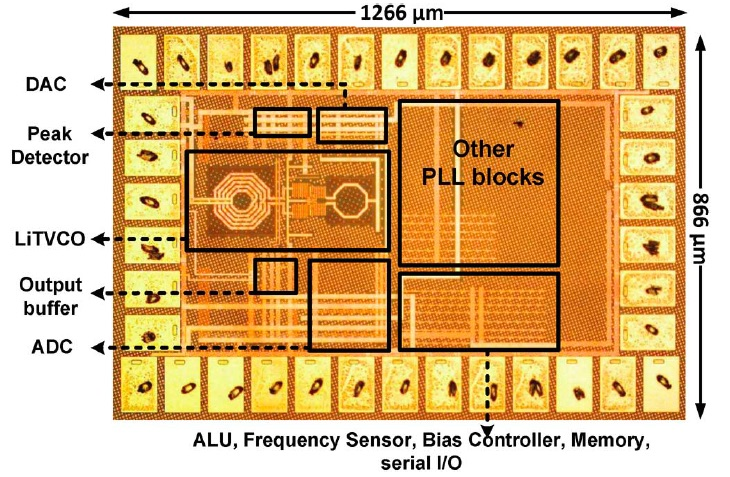 1266 μm
DAC
Peak
Detector
LiTVCO
Output
buffer
ADC
Other
PLL blocks
866 μm
ALU, Frequency Sensor, Bias Controller, Memory,
serial I/O